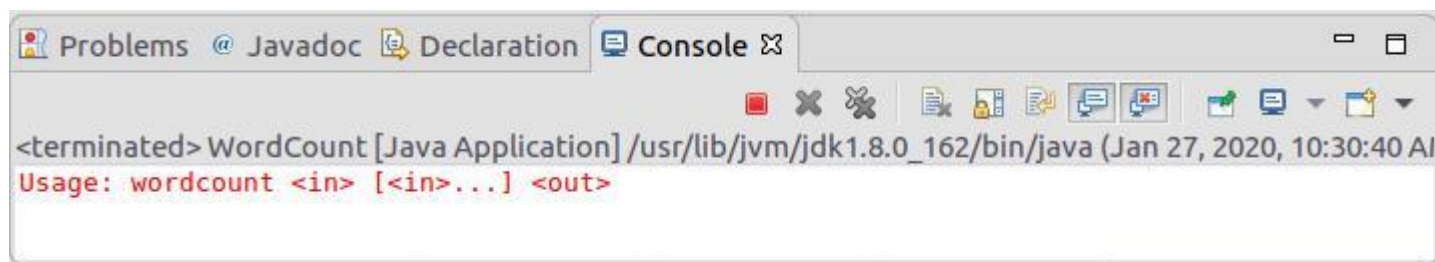 Problems @ Javadoc Declaration Console
<terminated> WordCount [Java Application] /usr/lib/jvm/jdk1.8.0_162/bin/java (Jan 27, 2020, 10:30:40 A
Usage: wordcount <in> [<in>...] <out>